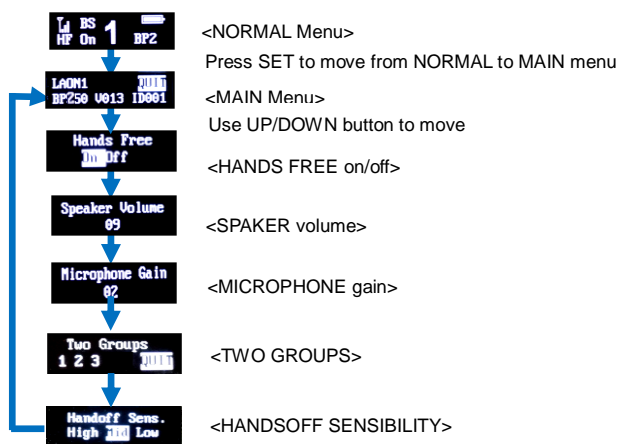 BS
HF On 1 BP2
<NORMAL Menu>
Press SET to move from NORMAL to MAIN menu
LAON1 QUIT
BP250 V013 ID001
<MAIN Menu>
Use UP/DOWN button to move
Hands Free
On Off
<HANDS FREE on/off>
Speaker Volume
09
<SPAKER volume>
Microphone Gain
02
<MICROPHONE gain>
Two Groups
1 2 3 QUIT
<TWO GROUPS>
Handoff Sens.
High Mid Low
<HANDSOFF SENSIBILITY>